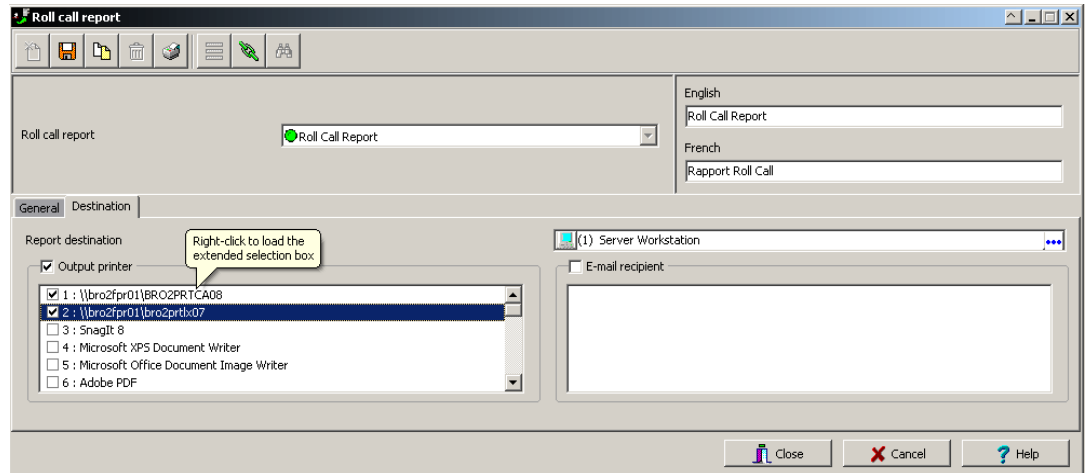 Roll call report
English
Roll Call Report
Roll call report
Roll Call Report
French
Rapport Roll Call
General
Destination
Report destination
Right-click to load the
extended selection box
(1) Server Workstation
Output printer
E-mail recipient
1 : \\bro2fpr01\BRO2PRTCA08
2 : \\bro2fpr01\bro2prtlx07
3 : SnagIt 8
4 : Microsoft XPS Document Writer
5 : Microsoft Office Document Image Writer
6 : Adobe PDF
Close
Cancel
Help